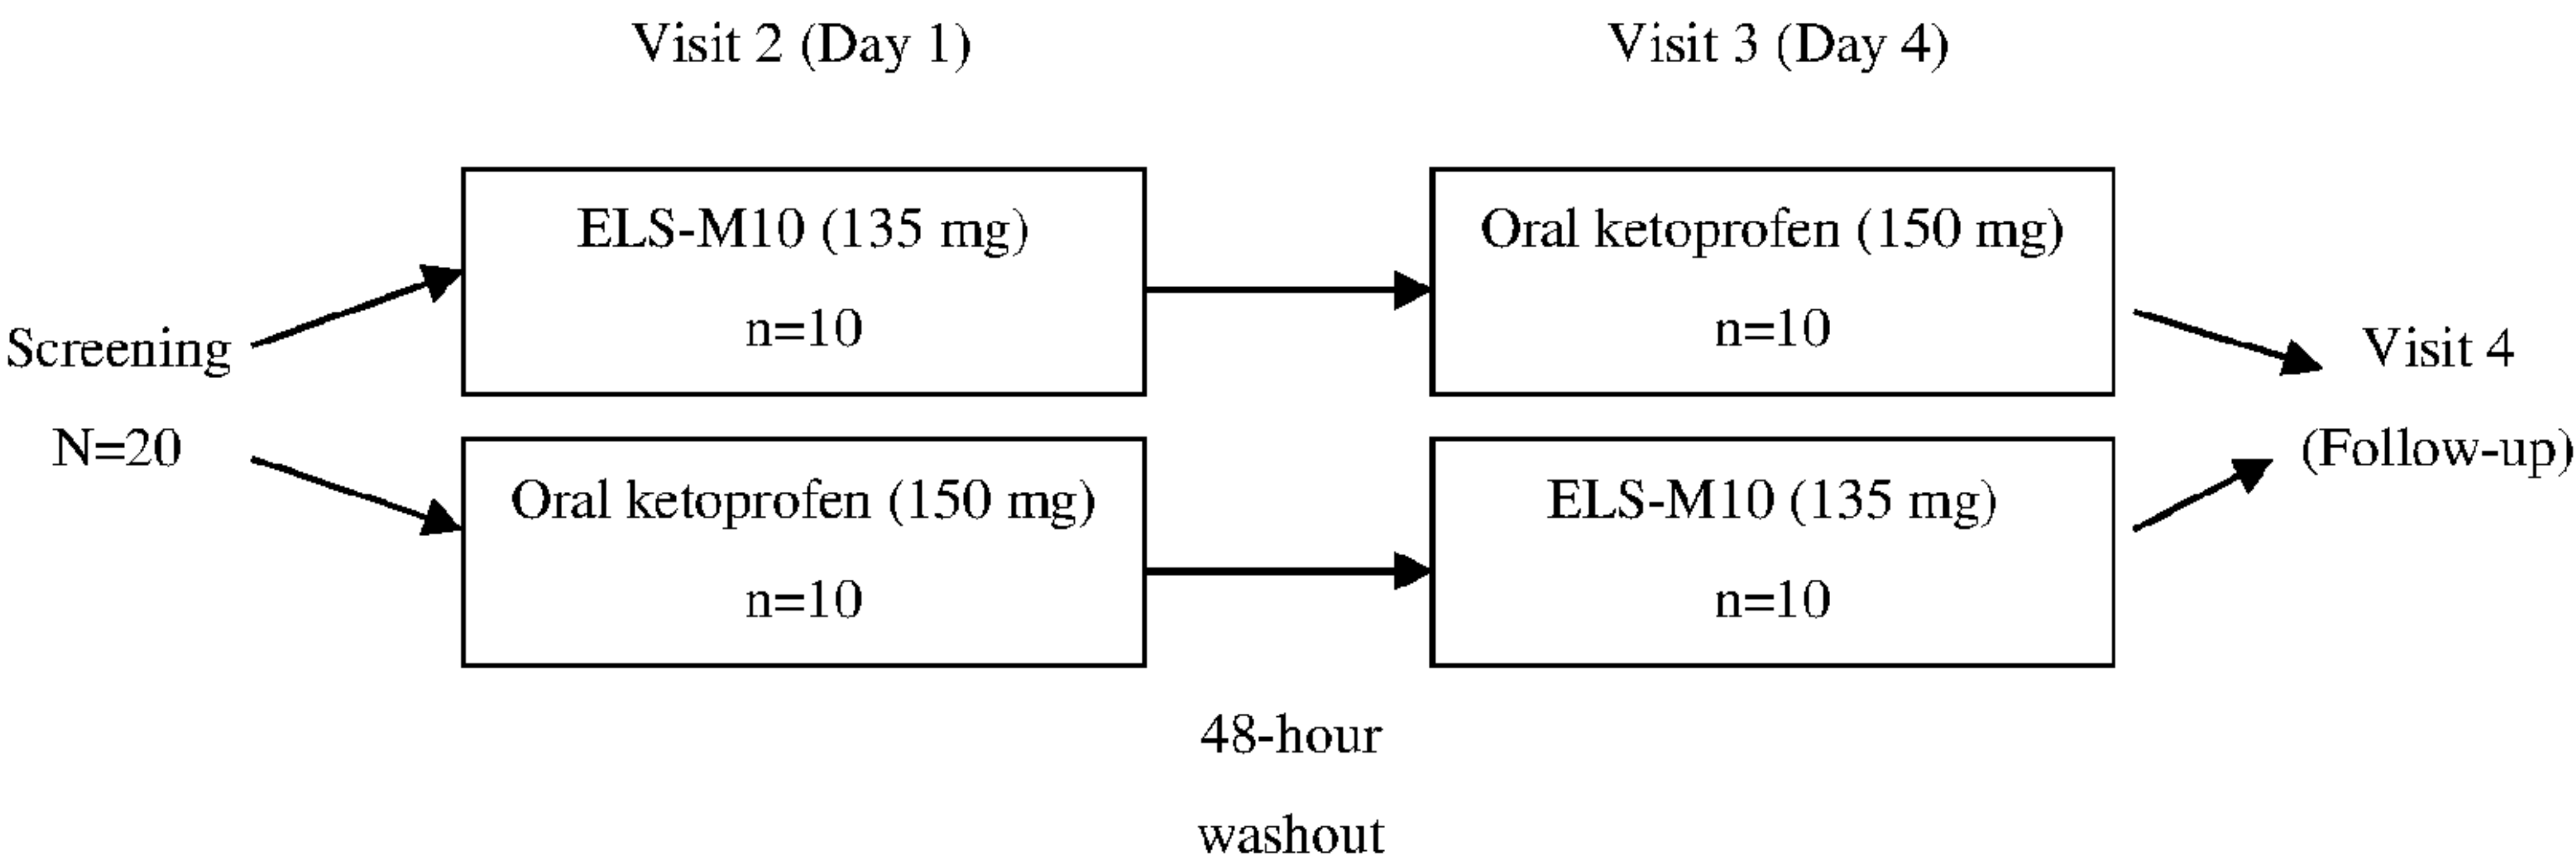 Visit 2 (Day 1)
Visit 3 (Day 4)
ELS-M10 (135 mg)
n=10
Oral ketoprofen (150 mg)
n=10
Screening
N=20
Visit 4
(Follow-up)
Oral ketoprofen (150 mg)
n=10
ELS-M10 (135 mg)
n=10
48-hour
washout